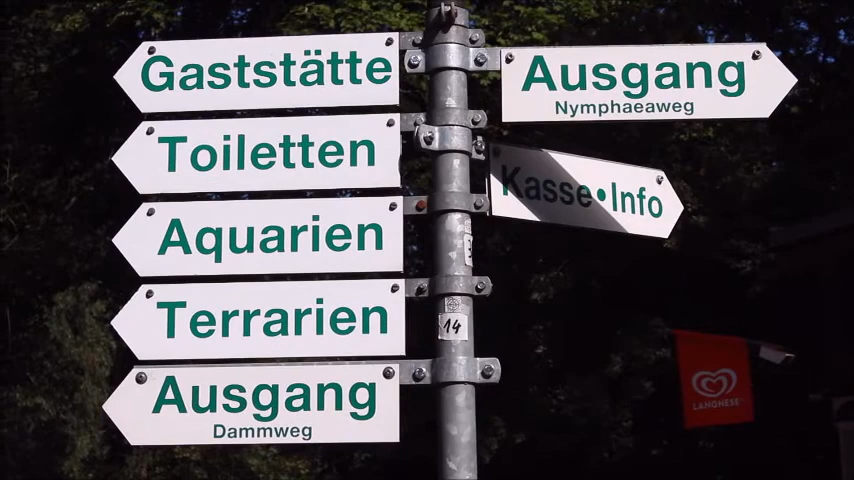 Gaststätte
Toiletten
Aquarien
Terrarien
Ausgang
Dammweg
Ausgang
Nymphaeaweg
Kasse•Info
14
LANGNESE